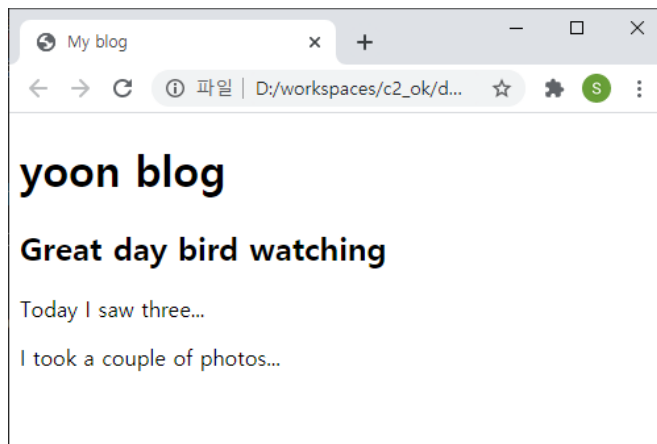 My blog
파일 D:/workspaces/c2_ok/d...
S
yoon blog
Great day bird watching
Today I saw three...
I took a couple of photos...